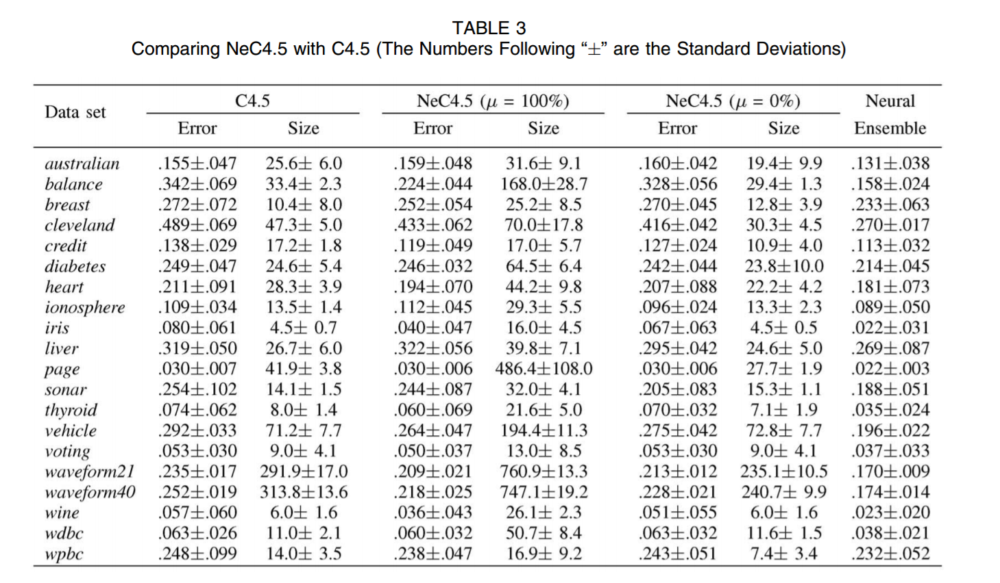 TABLE 3
Comparing NeC4.5 with C4.5 (The Numbers Following “±” are the Standard Deviations)
Data set C4.5 NeC4.5 (μ = 100%) NeC4.5 (μ = 0%) Neural
Error Size Error Size Error Size Ensemble
australian .155±.047 25.6± 6.0 .159±.048 31.6± 9.1 .160±.042 19.4± 9.9 .131±.038
balance .342±.069 33.4± 2.3 .224±.044 168.0±28.7 .328±.056 29.4± 1.3 .158±.024
breast .272±.072 10.4± 8.0 .252±.054 25.2± 8.5 .270±.045 12.8± 3.9 .233±.063
cleveland .489±.069 47.3± 5.0 .433±.062 70.0±17.8 .416±.042 30.3± 4.5 .270±.017
credit .138±.029 17.2± 1.8 .119±.049 17.0± 5.7 .127±.024 10.9± 4.0 .113±.032
diabetes .249±.047 24.6± 5.4 .246±.032 64.5± 6.4 .242±.044 23.8±10.0 .214±.045
heart .211±.091 28.3± 3.9 .194±.070 44.2± 9.8 .207±.088 22.2± 4.2 .181±.073
ionosphere .109±.034 13.5± 1.4 .112±.045 29.3± 5.5 .096±.024 13.3± 2.3 .089±.050
iris .080±.061 4.5± 0.7 .040±.047 16.0± 4.5 .067±.063 4.5± 0.5 .022±.031
liver .319±.050 26.7± 6.0 .322±.056 39.8± 7.1 .295±.042 24.6± 5.0 .269±.087
page .030±.007 41.9± 3.8 .030±.006 486.4±108.0 .030±.006 27.7± 1.9 .022±.003
sonar .254±.102 14.1± 1.5 .244±.087 32.0± 4.1 .205±.083 15.3± 1.1 .188±.051
thyroid .074±.062 8.0± 1.4 .060±.069 21.6± 5.0 .070±.032 7.1± 1.9 .035±.024
vehicle .292±.033 71.2± 7.7 .264±.047 194.4±11.3 .275±.042 72.8± 7.7 .196±.022
voting .053±.030 9.0± 4.1 .050±.037 13.0± 8.5 .053±.030 9.0± 4.1 .037±.033
waveform21 .235±.017 291.9±17.0 .209±.021 760.9±13.3 .213±.012 235.1±10.5 .170±.009
waveform40 .252±.019 313.8±13.6 .218±.025 747.1±19.2 .228±.021 240.7± 9.9 .174±.014
wine .057±.060 6.0± 1.6 .036±.043 26.1± 2.3 .051±.055 6.0± 1.6 .023±.020
wdbc .063±.026 11.0± 2.1 .060±.032 50.7± 8.4 .063±.032 11.6± 1.5 .038±.021
wpbc .248±.099 14.0± 3.5 .238±.047 16.9± 9.2 .243±.051 7.4± 3.4 .232±.052